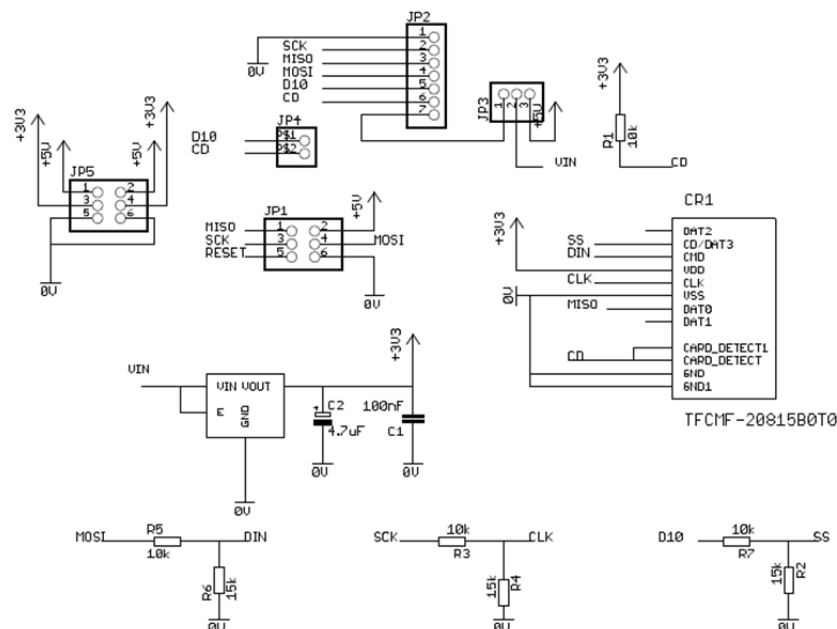 JP2
1
2
3
4
5
6
7
SCK
MISO
MOSI
D10
CD
0V
JP3
1 2 3
+5V
VIN
+3V3
R1
10k
CD
JP4
D10 PS1
CD PS2
+3V3
+5V
+5V
+3V3
JP5
1 2
3 4
5 6
0V
JP1
+5V
MISO 1 2
SCK 3 4 MOSI
RESET 5 6
0V
CR1
+3V3
DAT2
SS CD/DAT3
DIN CMD
VDD
CLK CLK
0V VSS
MISO DAT0
DAT1
CARD_DETECT1
CD CARD_DETECT
GND
GND1
TFCMF-20815B0T0
VIN
VIN VOUT
E
GND
0V
+3V3
+
C2
4.7uF
0V
100nF
C1
0V
MOSI R5 DIN
10k
R6
15k
0V
SCK 10k CLK
R3
15k
R4
0V
D10 10k SS
R7
15k
R2
0V